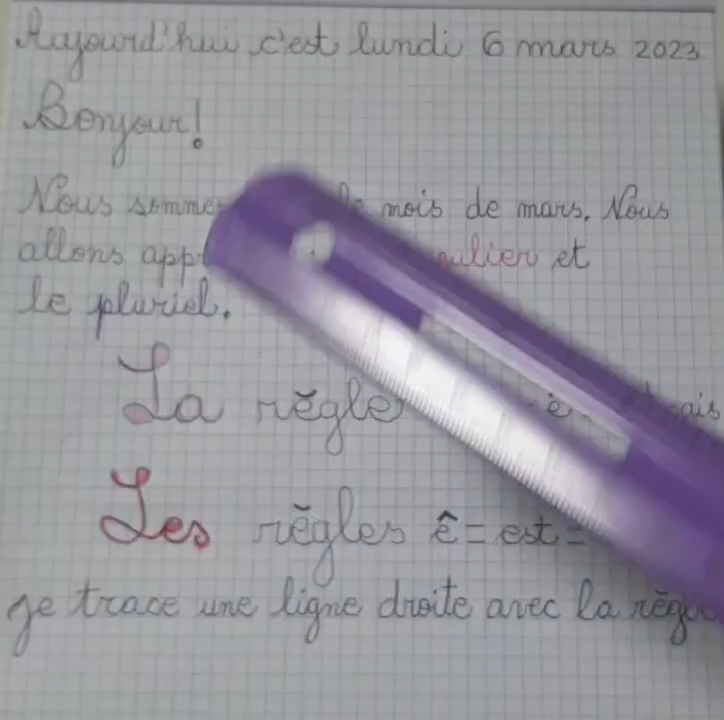 Aujourd'hui c'est lundi 6 mars 2023
Bonjour!
Nous sommes le mois de mars. Nous
allons et
le pluriel.
La règle
Les règles ê = est =
je trace une ligne droite avec la